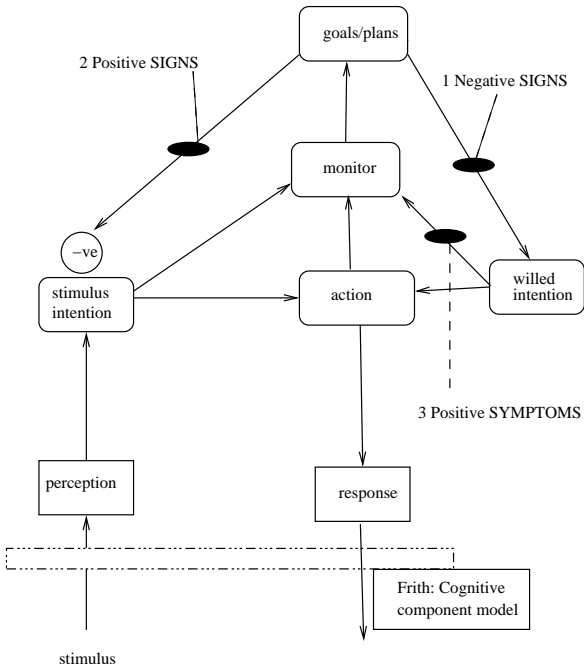 goals/plans
2 Positive SIGNS
1 Negative SIGNS
monitor
–ve
stimulus
intention
action
willed
intention
3 Positive SYMPTOMS
perception
response
Frith: Cognitive
component model
stimulus